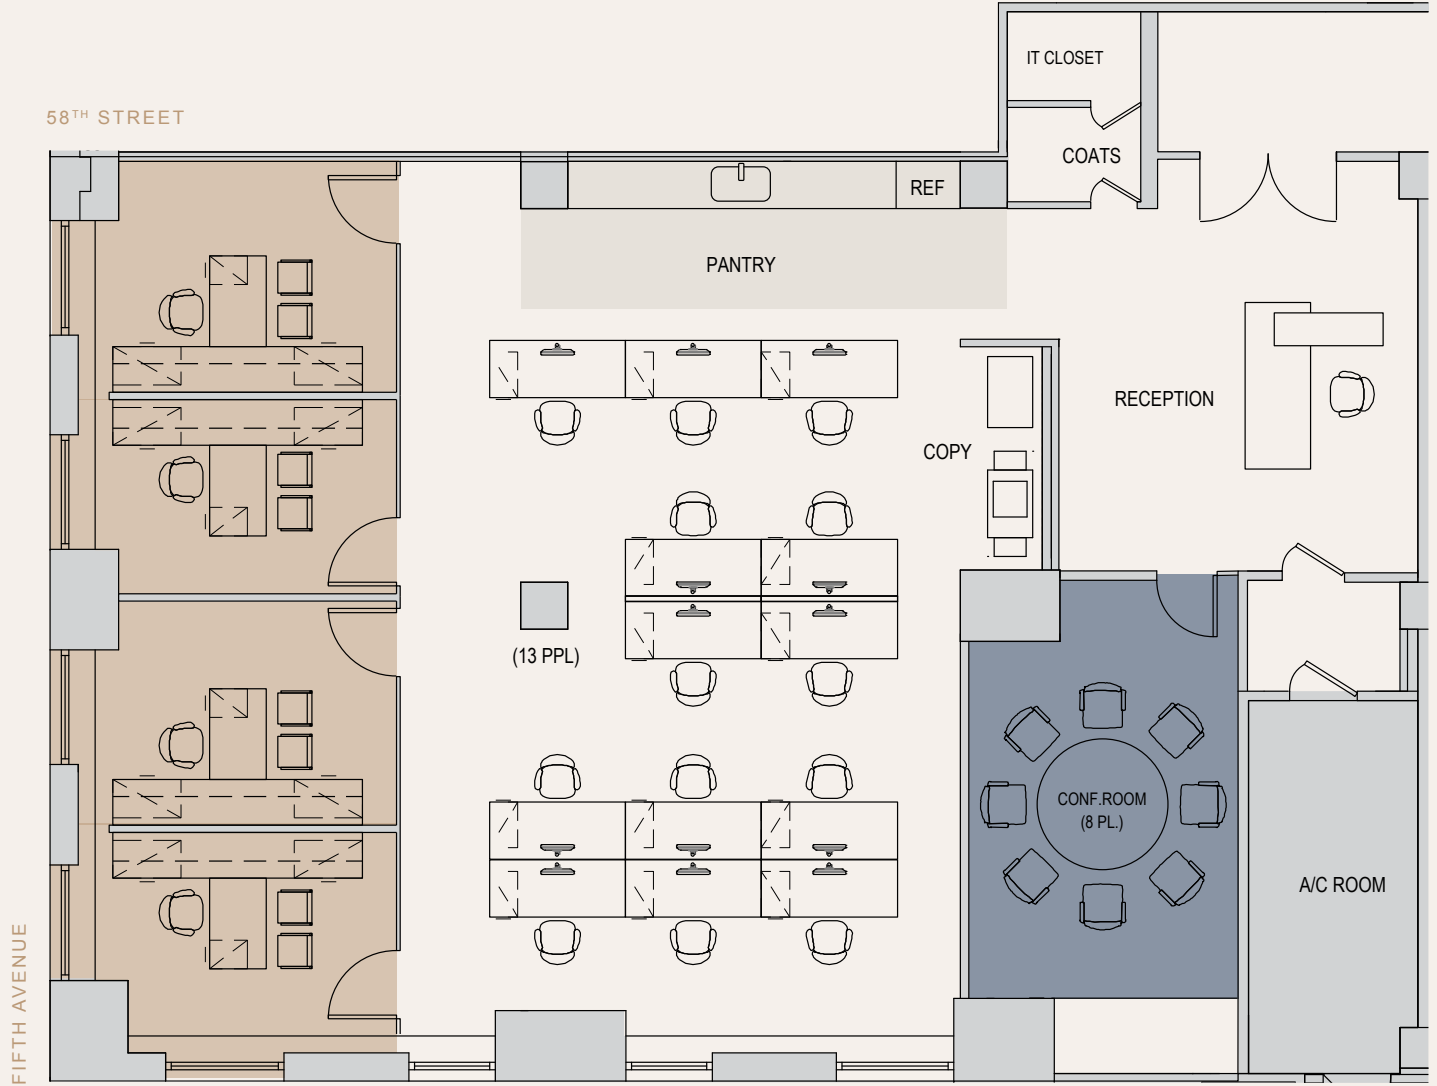 IT CLOSET
58TH STREET
COATS
REF
PANTRY
RECEPTION
COPY
(13 PPL)
CONF.ROOM
(8 PL.)
A/C ROOM
FIFTH AVENUE